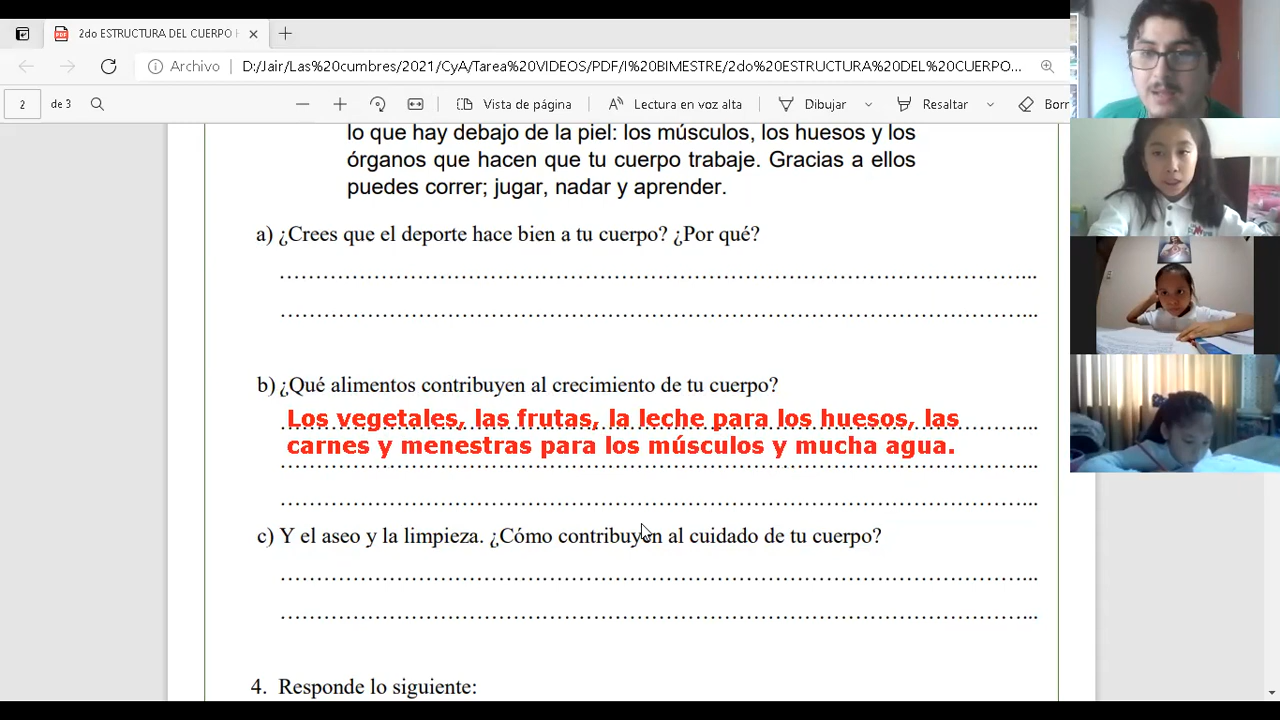 2do ESTRUCTURA DEL CUERPO H
Archivo D:/Jair/Las%20cumbres/2021 /CyA/Tarea%20VIDEOS/PDF/I%20BIMESTRE/2do%20ESTRUCTURA%20DEL%20CUERPO...
2 de 3 Vista de página Lectura en voz alta Dibujar Resaltar Borr
lo que hay debajo de la piel: los músculos, los huesos y los
órganos que hacen que tu cuerpo trabaje. Gracias a ellos
puedes correr; jugar, nadar y aprender.
a) ¿Crees que el deporte hace bien a tu cuerpo? ¿Por qué?
b) ¿Qué alimentos contribuyen al crecimiento de tu cuerpo?
Los vegetales, las frutas, la leche para los huesos, las
carnes y menestras para los músculos y mucha agua.
c) Y el aseo y la limpieza. ¿Cómo contribuyen al cuidado de tu cuerpo?
4. Responde lo siguiente: